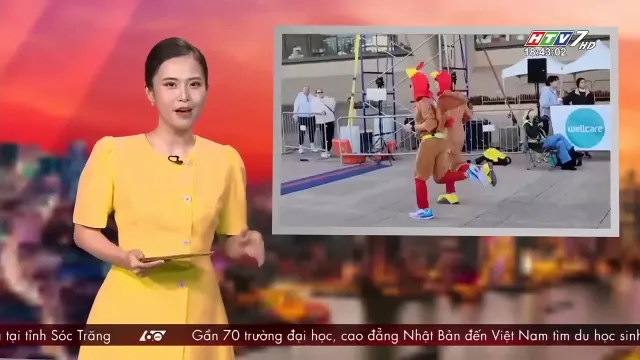 HTV7 HD
18:43:02
wellcare
tại tỉnh Sóc Trăng
60
Gần 70 trường đại học, cao đẳng Nhật Bản đến Việt Nam tìm du học sinh